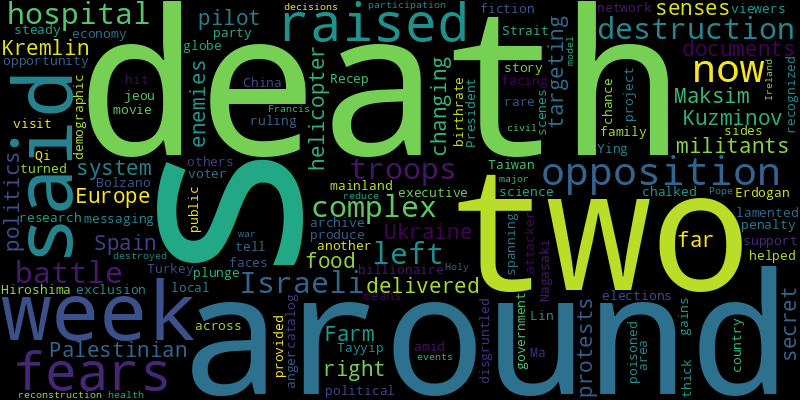 decisions participation fiction network viewers
hospital pilot raised senses
steady economy party Strait destruction
Kremlin globe documents
opportunity death story now
said demographic hit China Recep
jeou enemies helicopter changing birthrate President targeting facing recognized
movie Francis rare scenes chance project Maksim Ireland model
ruling Kuzminov
visit civil family sides
politics Qi Ying militants
turned system others Taiwan
Bolzano voter troops science opposition
Europe public s mainland executive major chalked Pope Erdogan
research messaging reduce two lamented
archive complex penalty
Spain produce Ukraine spanning attacker Nagasaki far
war another left support
destroyed tell food helped
battle Turkey faces billionaire Holy
plunge Israeli delivered
Hiroshima exclusion local means elections
week around secret
across provided anger catalog Farm amid Lin government protests poisoned area gains country
Palestinian Tayyip events Ma disgruntled thick
fears right
political
reconstruction health